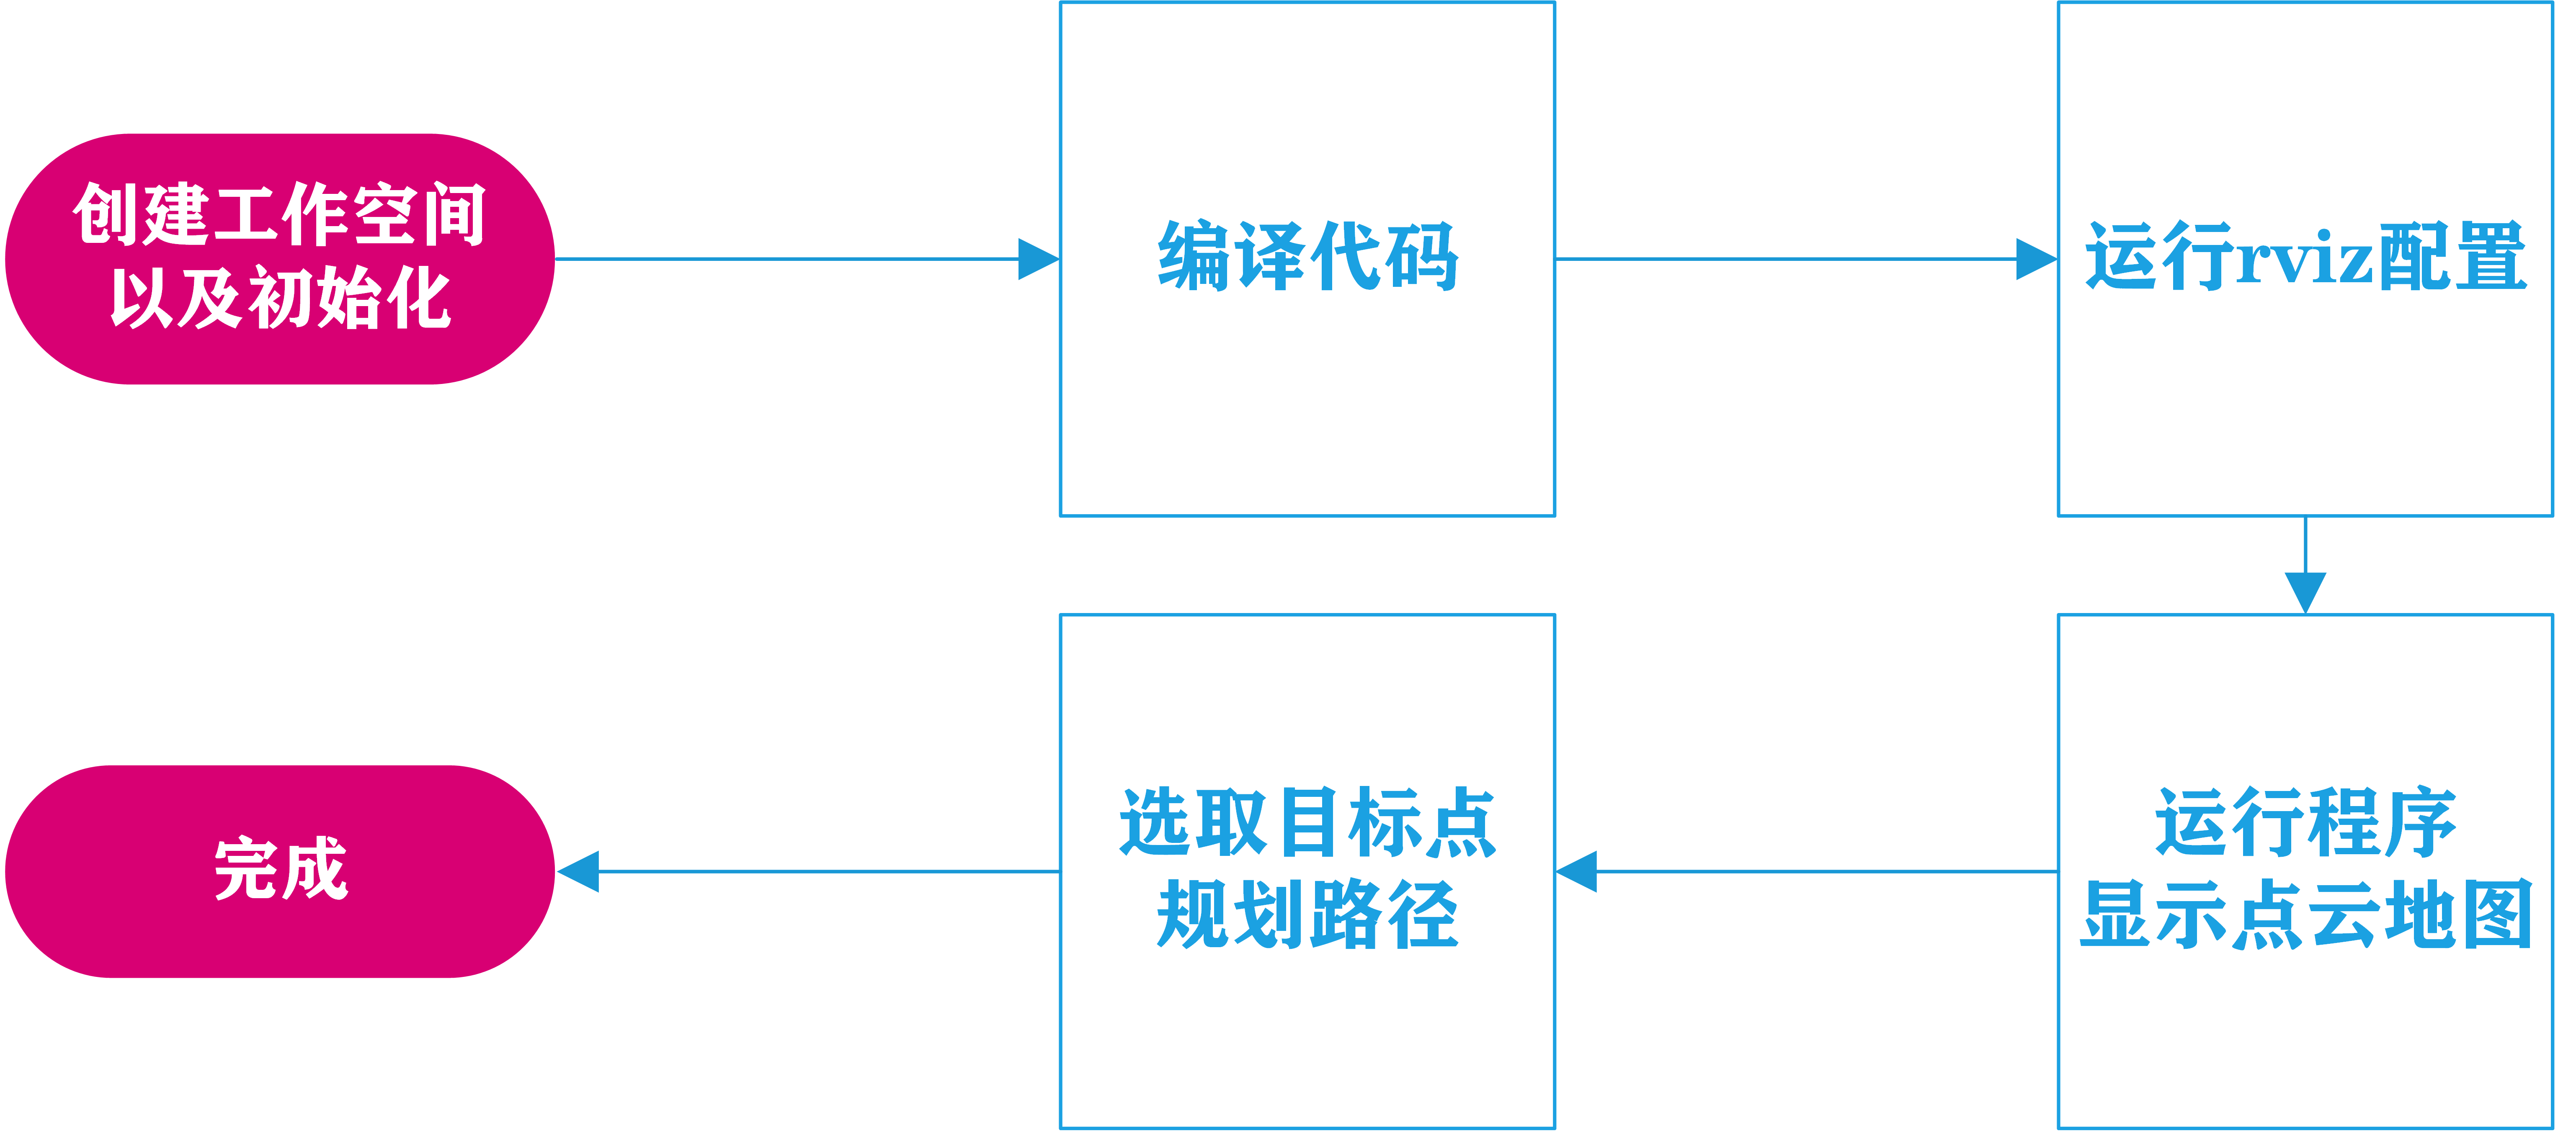 创建工作空间
以及初始化
编译代码
运行rviz配置
运行程序
显示点云地图
选取目标点
规划路径
完成